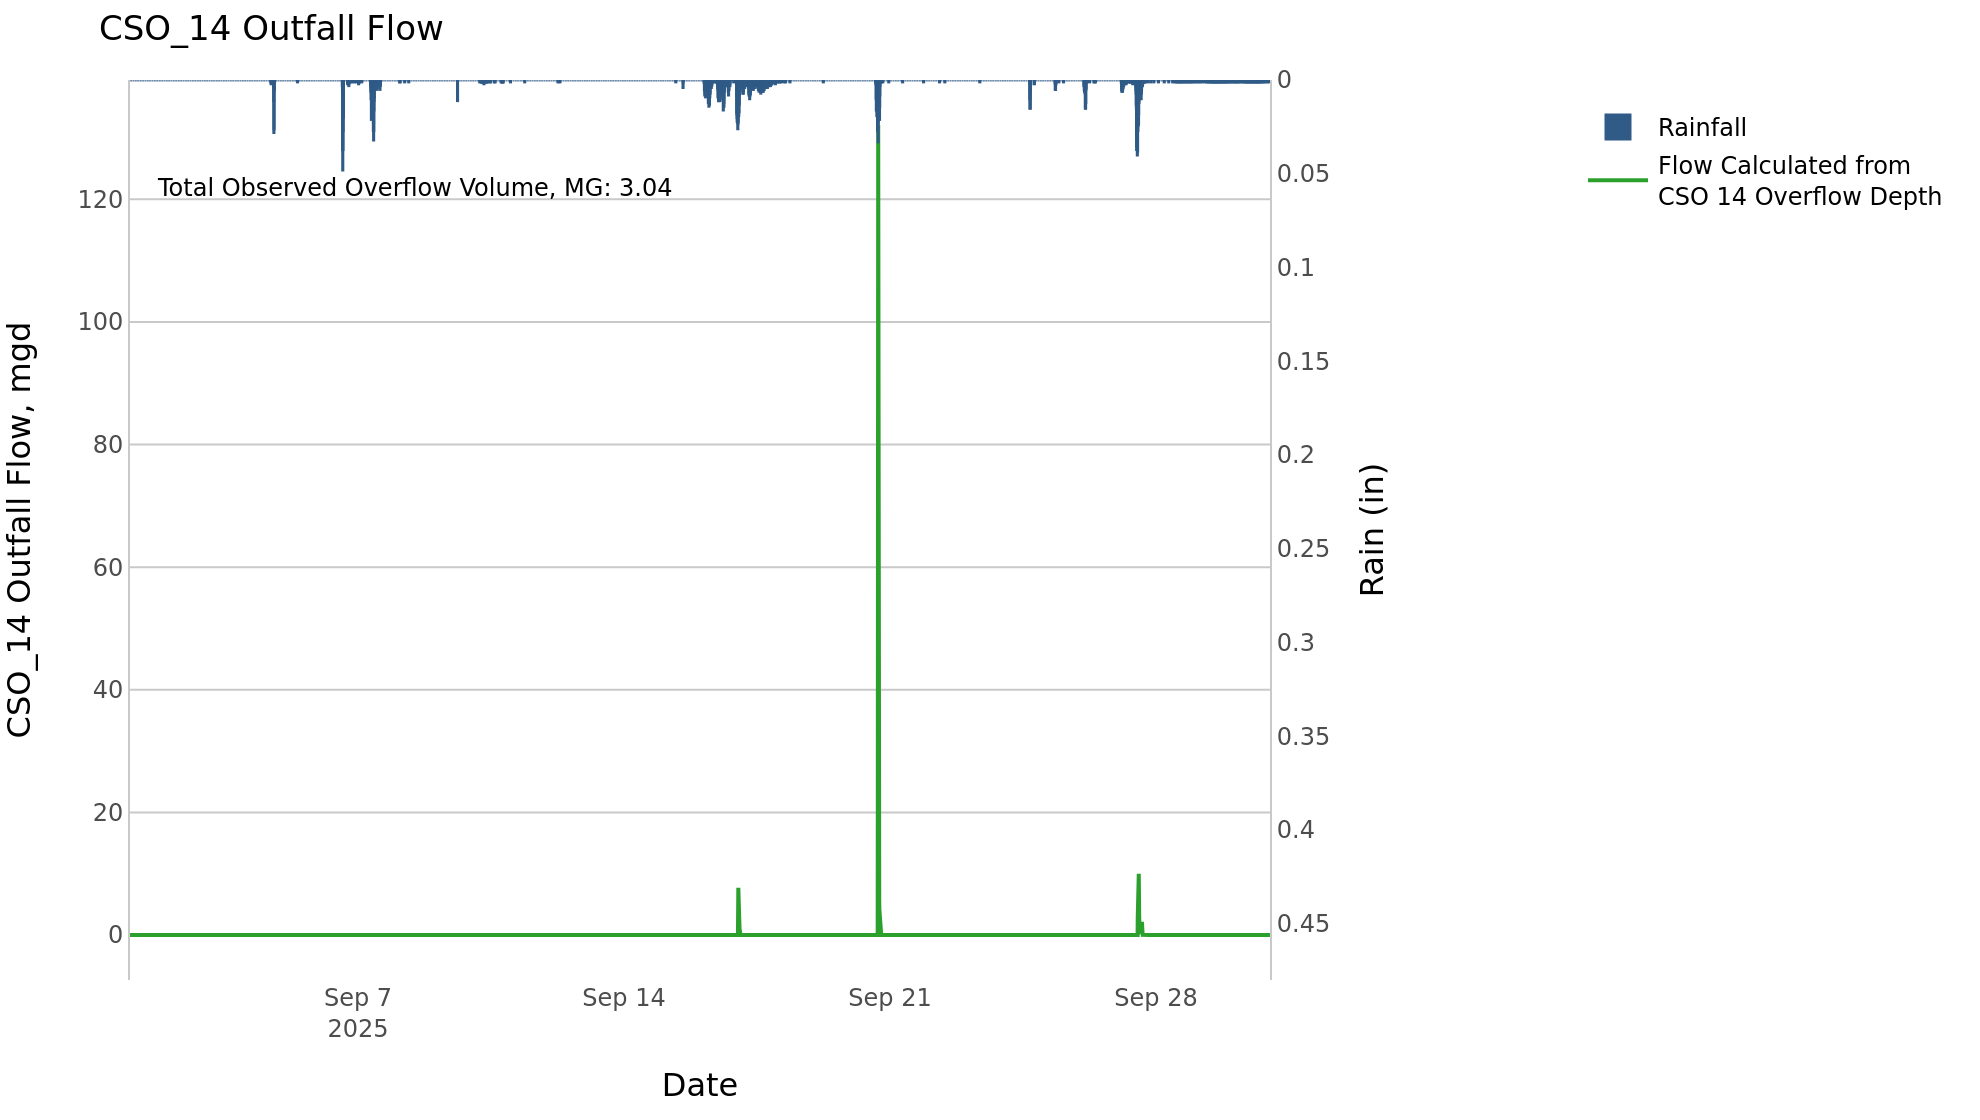 CSO_14 Outfall Flow
Total Observed Overflow Volume, MG: 3.04
CSO_14 Outfall Flow, mgd
120
100
80
60
40
20
0
0
0.05
0.1
0.15
0.2
0.25
0.3
0.35
0.4
0.45
Rain (in)
Sep 7
2025
Sep 14
Sep 21
Sep 28
Date
Rainfall
Flow Calculated from
CSO 14 Overflow Depth